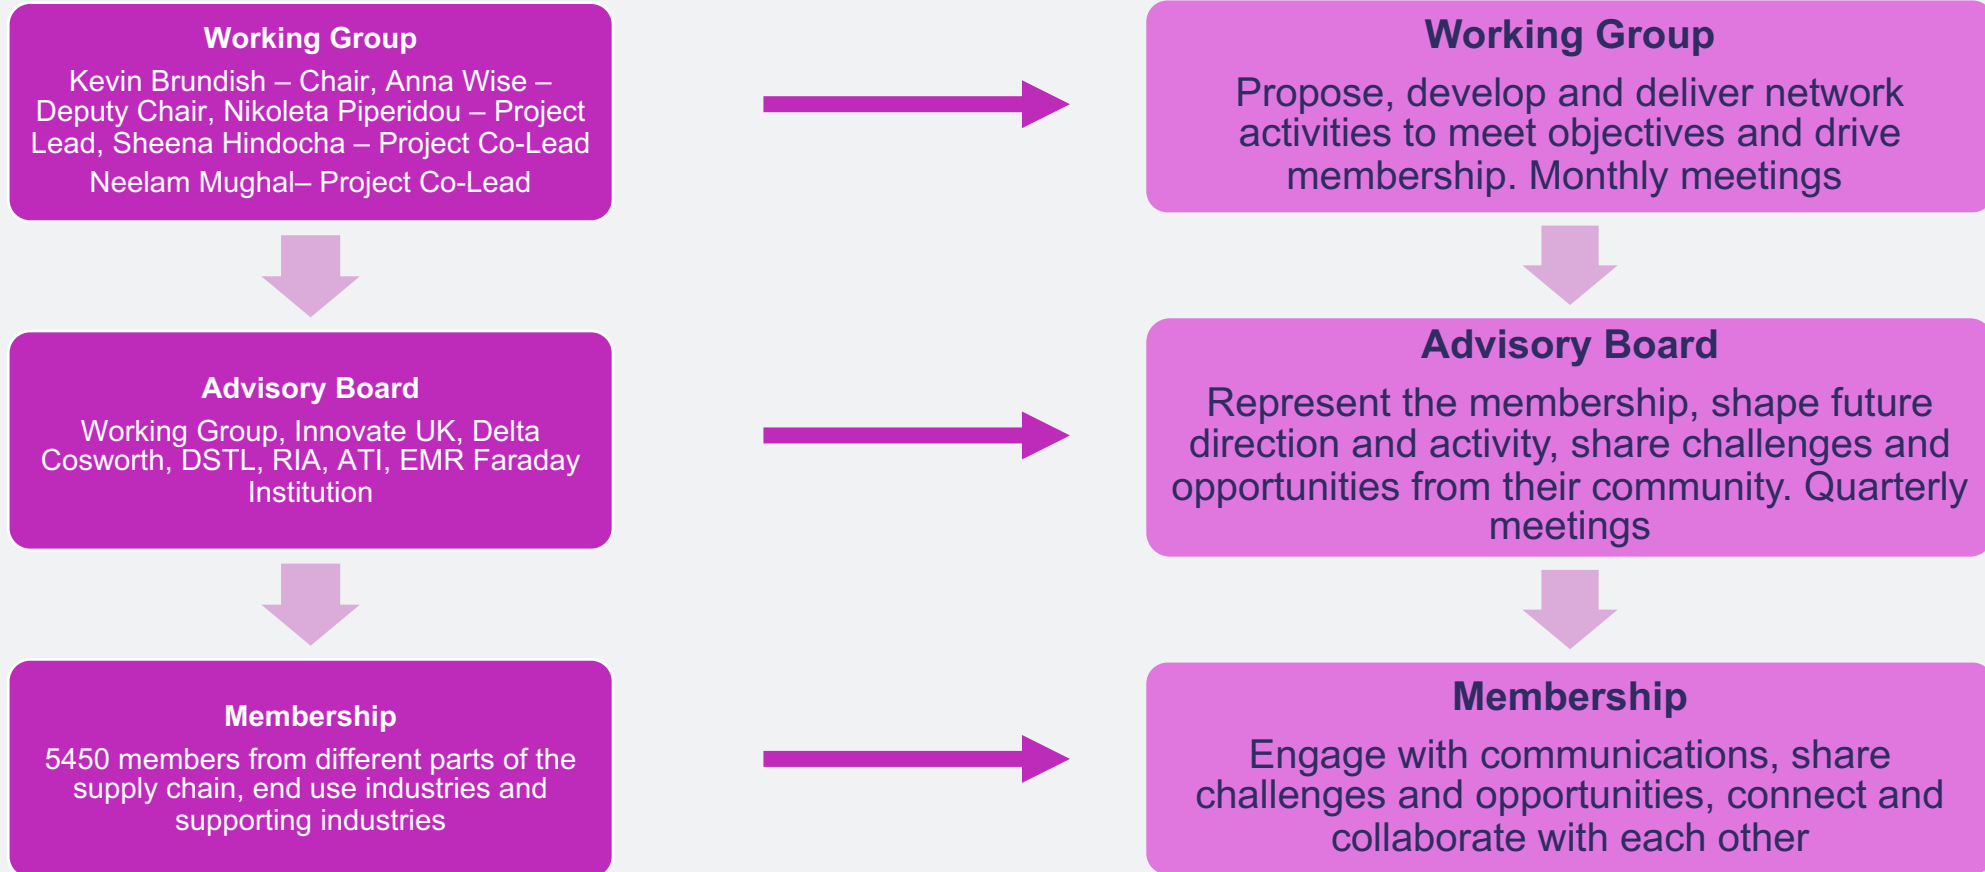 Working Group
Kevin Brundish – Chair, Anna Wise –
Deputy Chair, Nikoleta Piperidou – Project
Lead, Sheena Hindocha – Project Co-Lead
Neelam Mughal– Project Co-Lead
Working Group
Propose, develop and deliver network
activities to meet objectives and drive
membership. Monthly meetings
Advisory Board
Working Group, Innovate UK, Delta
Cosworth, DSTL, RIA, ATI, EMR Faraday
Institution
Advisory Board
Represent the membership, shape future
direction and activity, share challenges and
opportunities from their community. Quarterly
meetings
Membership
5450 members from different parts of the
supply chain, end use industries and
supporting industries
Membership
Engage with communications, share
challenges and opportunities, connect and
collaborate with each other